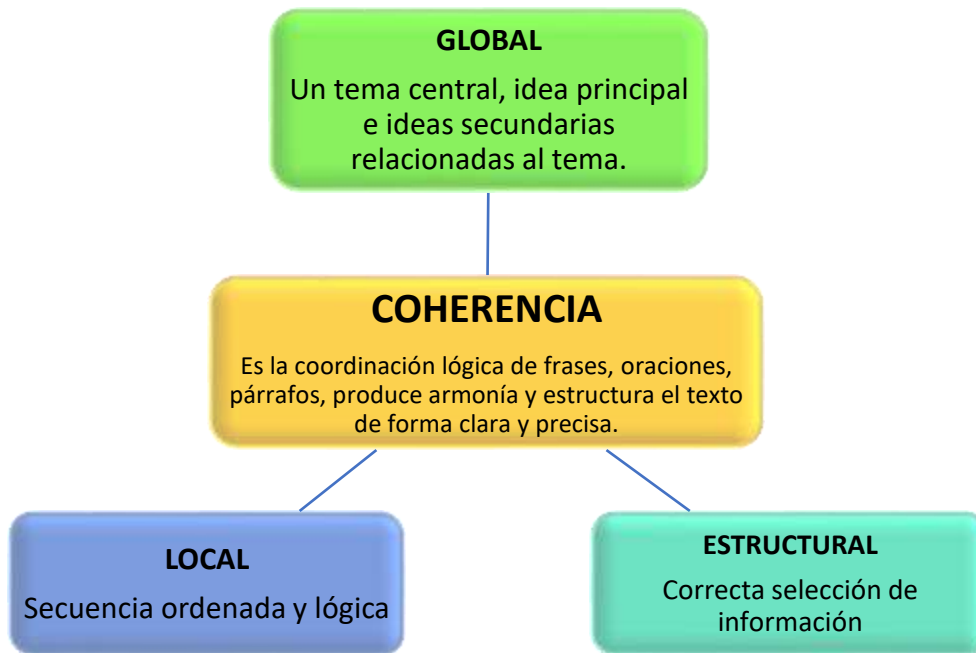 GLOBAL
Un tema central, idea principal
e ideas secundarias
relacionadas al tema.
COHERENCIA
Es la coordinación lógica de frases, oraciones,
párrafos, produce armonía y estructura el texto
de forma clara y precisa.
LOCAL
Secuencia ordenada y lógica
ESTRUCTURAL
Correcta selección de
información